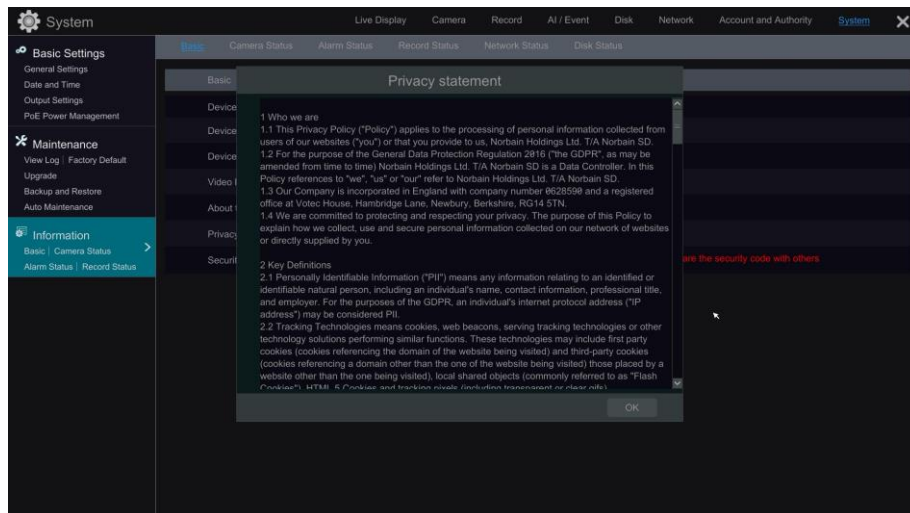 System
Live Display Camera Record AI / Event Disk Network Account and Authority System
Basic Settings
General Settings
Date and Time
Output Settings
PoE Power Management
Maintenance
View Log | Factory Default
Upgrade
Backup and Restore
Auto Maintenance
Information
Basic | Camera Status
Alarm Status | Record Status
Basic Camera Status Alarm Status Record Status Network Status Disk Status
Basic
Device
Device
Device
Video
About
Privacy
Securit
are the security code with others
Privacy statement
1 Who we are
1.1 This Privacy Policy ("Policy") applies to the processing of personal information collected from
users of our websites ("you") or that you provide to us, Norbain Holdings Ltd. T/A Norbain SD.
1.2 For the purpose of the General Data Protection Regulation 2016 ("the GDPR", as may be
amended from time to time) Norbain Holdings Ltd. T/A Norbain SD is a Data Controller. In this
Policy references to "we", "us" or "our" refer to Norbain Holdings Ltd. T/A Norbain SD.
1.3 Our Company is incorporated in England with company number 0628590 and a registered
office at Votec House, Hambridge Lane, Newbury, Berkshire, RG14 5TN.
1.4 We are committed to protecting and respecting your privacy. The purpose of this Policy to
explain how we collect, use and secure personal information collected on our network of websites
or directly supplied by you.
2 Key Definitions
2.1 Personally Identifiable Information ("PII") means any information relating to an identified or
identifiable natural person, including an individual's name, contact information, professional title,
and employer. For the purposes of the GDPR, an individual's internet protocol address ("IP
address") may be considered PII.
2.2 Tracking Technologies means cookies, web beacons, serving tracking technologies or other
technology solutions performing similar functions. These technologies may include first party
cookies (cookies referencing the domain of the website being visited) and third-party cookies
(cookies referencing a domain other than the one of the website being visited) those placed by a
website other than the one being visited), local shared objects (commonly referred to as "Flash
Cookies"), HTML 5 Cookies and tracking pixels (including transparent or clear gifs)
OK